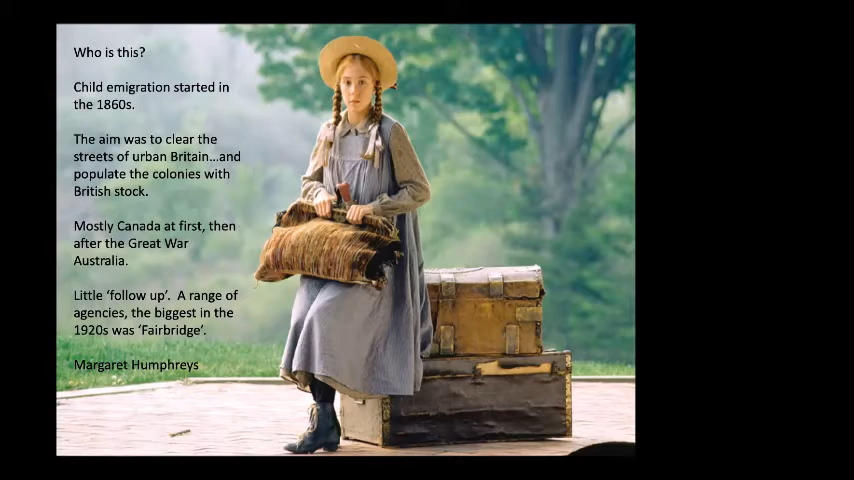 Who is this?
Child emigration started in
the 1860s.
The aim was to clear the
streets of urban Britain...and
populate the colonies with
British stock.
Mostly Canada at first, then
after the Great War
Australia.
Little ‘follow up’.  A range of
agencies, the biggest in the
1920s was ‘Fairbridge’.
Margaret Humphreys